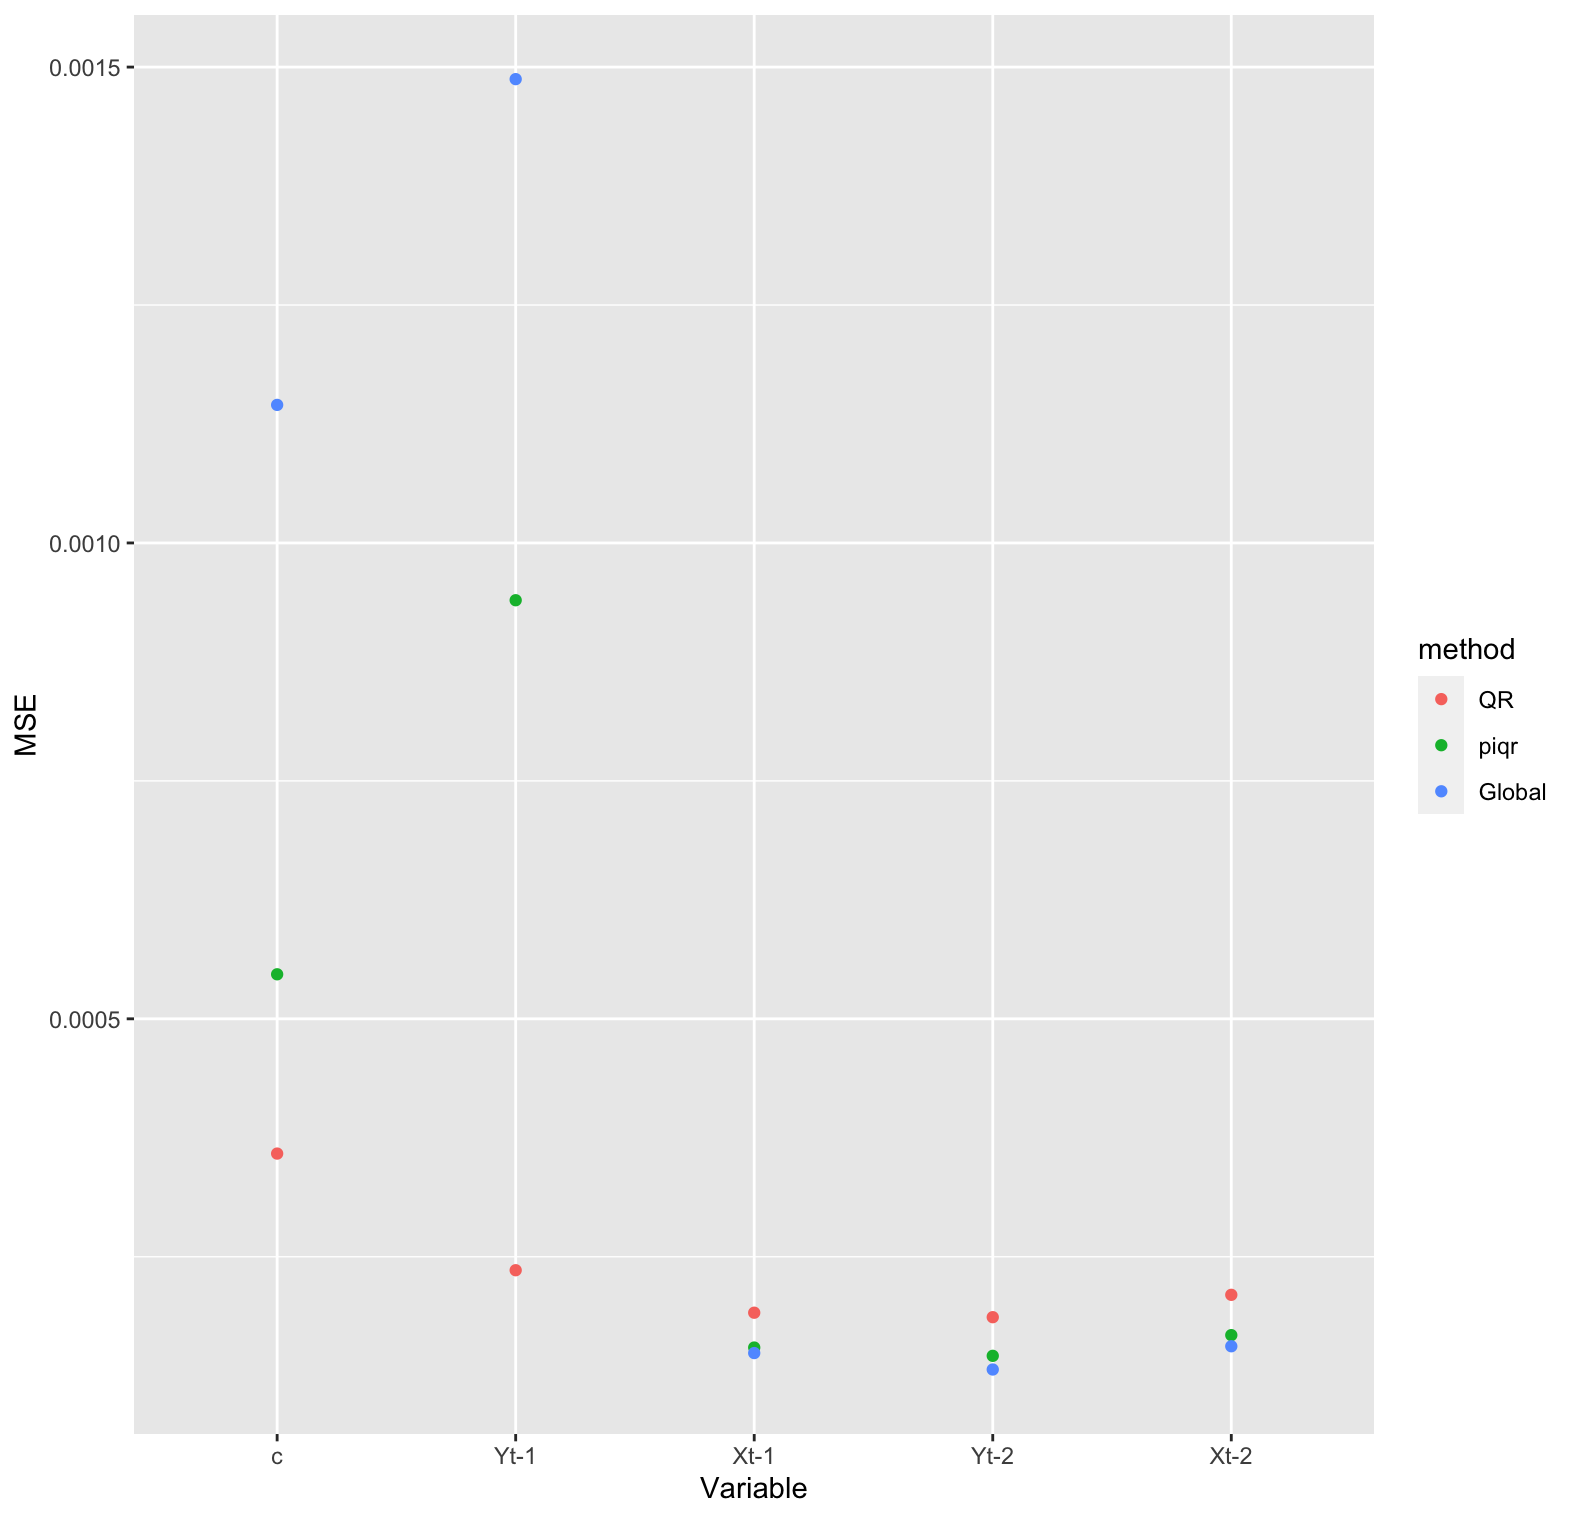 0.0015
0.0010
0.0005
MSE
c Yt-1 Xt-1 Yt-2 Xt-2
Variable
method
QR
piqr
Global